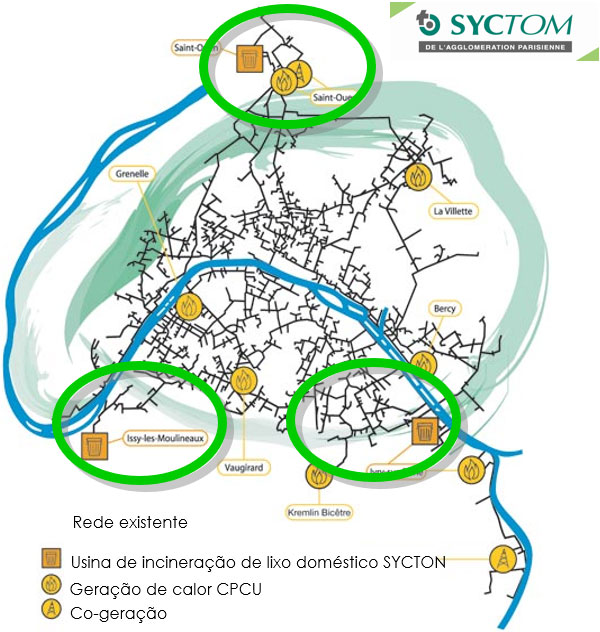 SYCTOM
DE L'AGGLOMERATION PARISIENNE
Saint-Ouen
Saint-Ouen
Grenelle
La Villette
Bercy
Issy-les-Moulineaux
Vaugirard
Kremlin Bicêtre
Rede existente
Usina de incineração de lixo doméstico SYCTON
Geração de calor CPCU
Co-geração